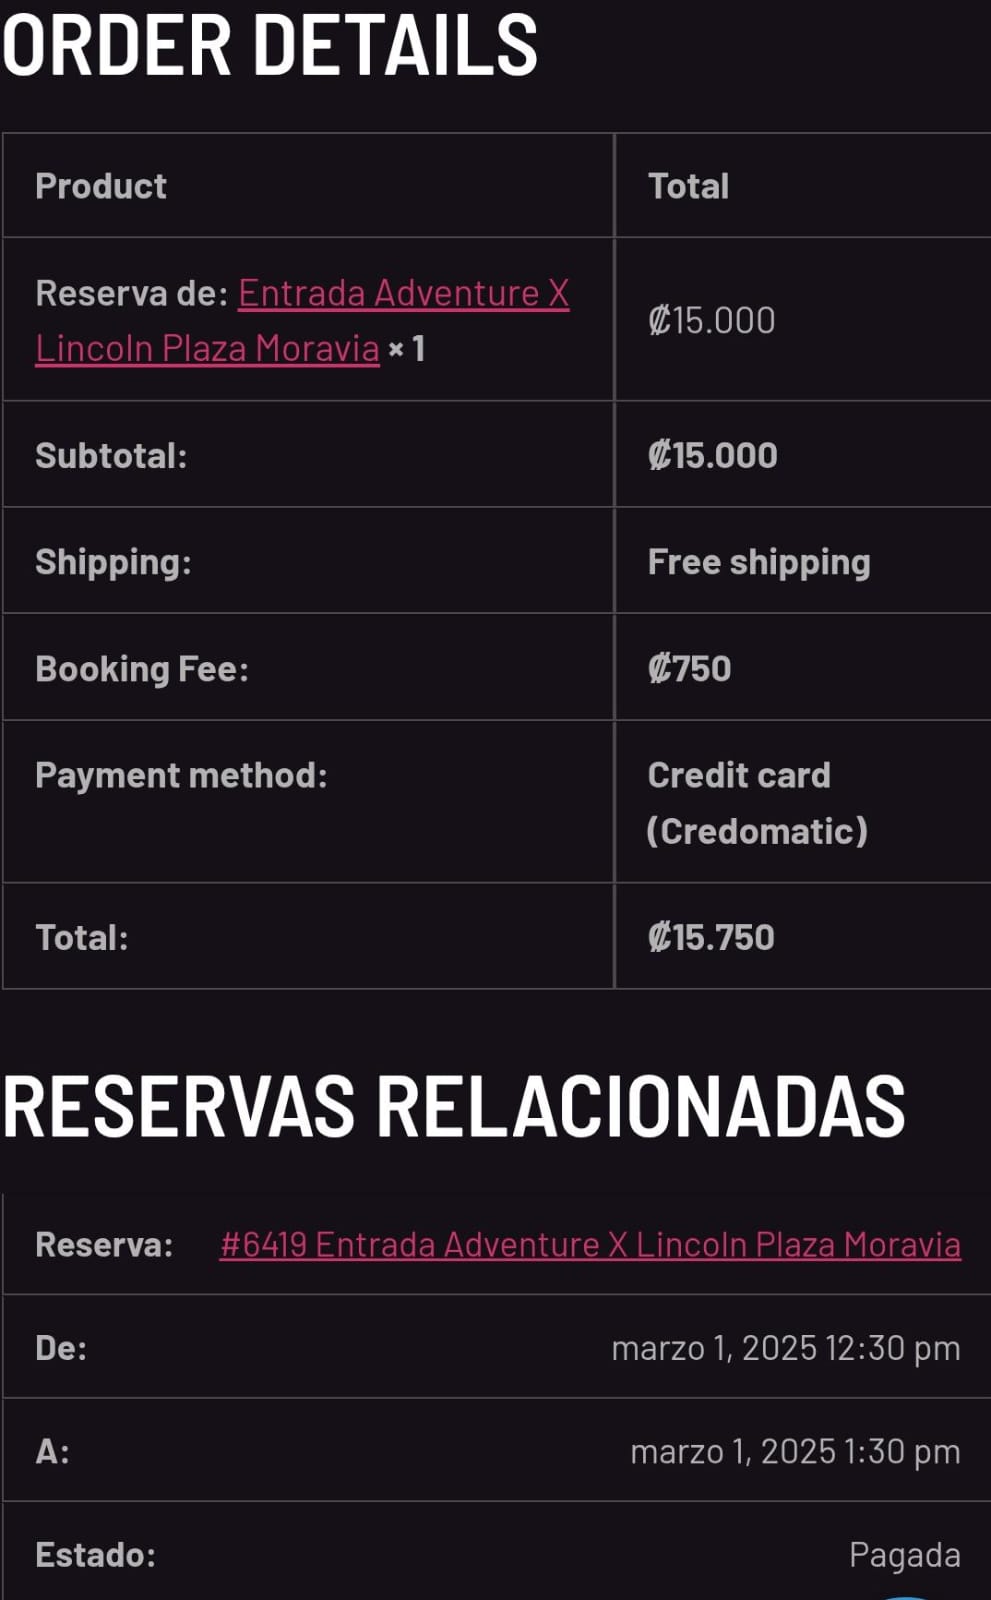 ORDER DETAILS
Product Total
Reserva de: Entrada Adventure X
Lincoln Plaza Moravia × 1 ₡15.000
Subtotal: ₡15.000
Shipping: Free shipping
Booking Fee: ₡750
Payment method: Credit card
(Credomatic)
Total: ₡15.750
RESERVAS RELACIONADAS
Reserva: #6419 Entrada Adventure X Lincoln Plaza Moravia
De: marzo 1, 2025 12:30 pm
A: marzo 1, 2025 1:30 pm
Estado: Pagada